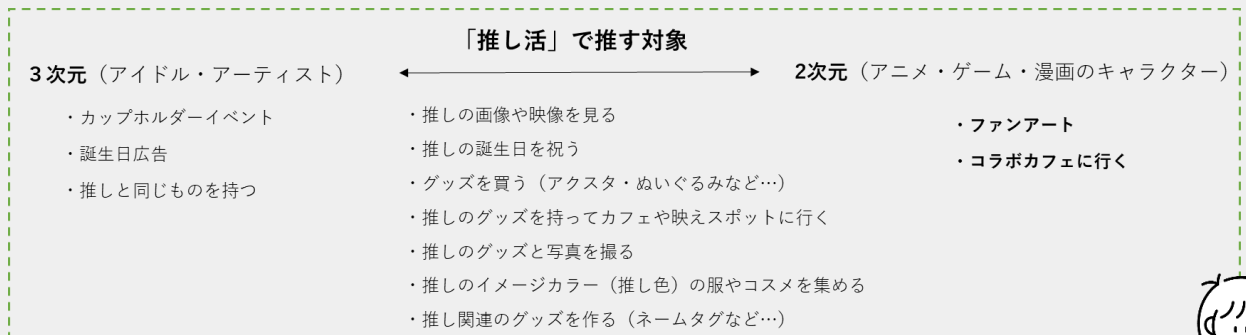 「推し活」で推す対象
３次元（アイドル・アーティスト）
2次元（アニメ・ゲーム・漫画のキャラクター）
・カップホルダーイベント
・誕生日広告
・推しと同じものを持つ
・推しの画像や映像を見る
・推しの誕生日を祝う
・グッズを買う（アクスタ・ぬいぐるみなど…）
・推しのグッズを持ってカフェや映えスポットに行く
・推しのグッズと写真を撮る
・推しのイメージカラー（推し色）の服やコスメを集める
・推し関連のグッズを作る（ネームタグなど…）
・ファンアート
・コラボカフェに行く